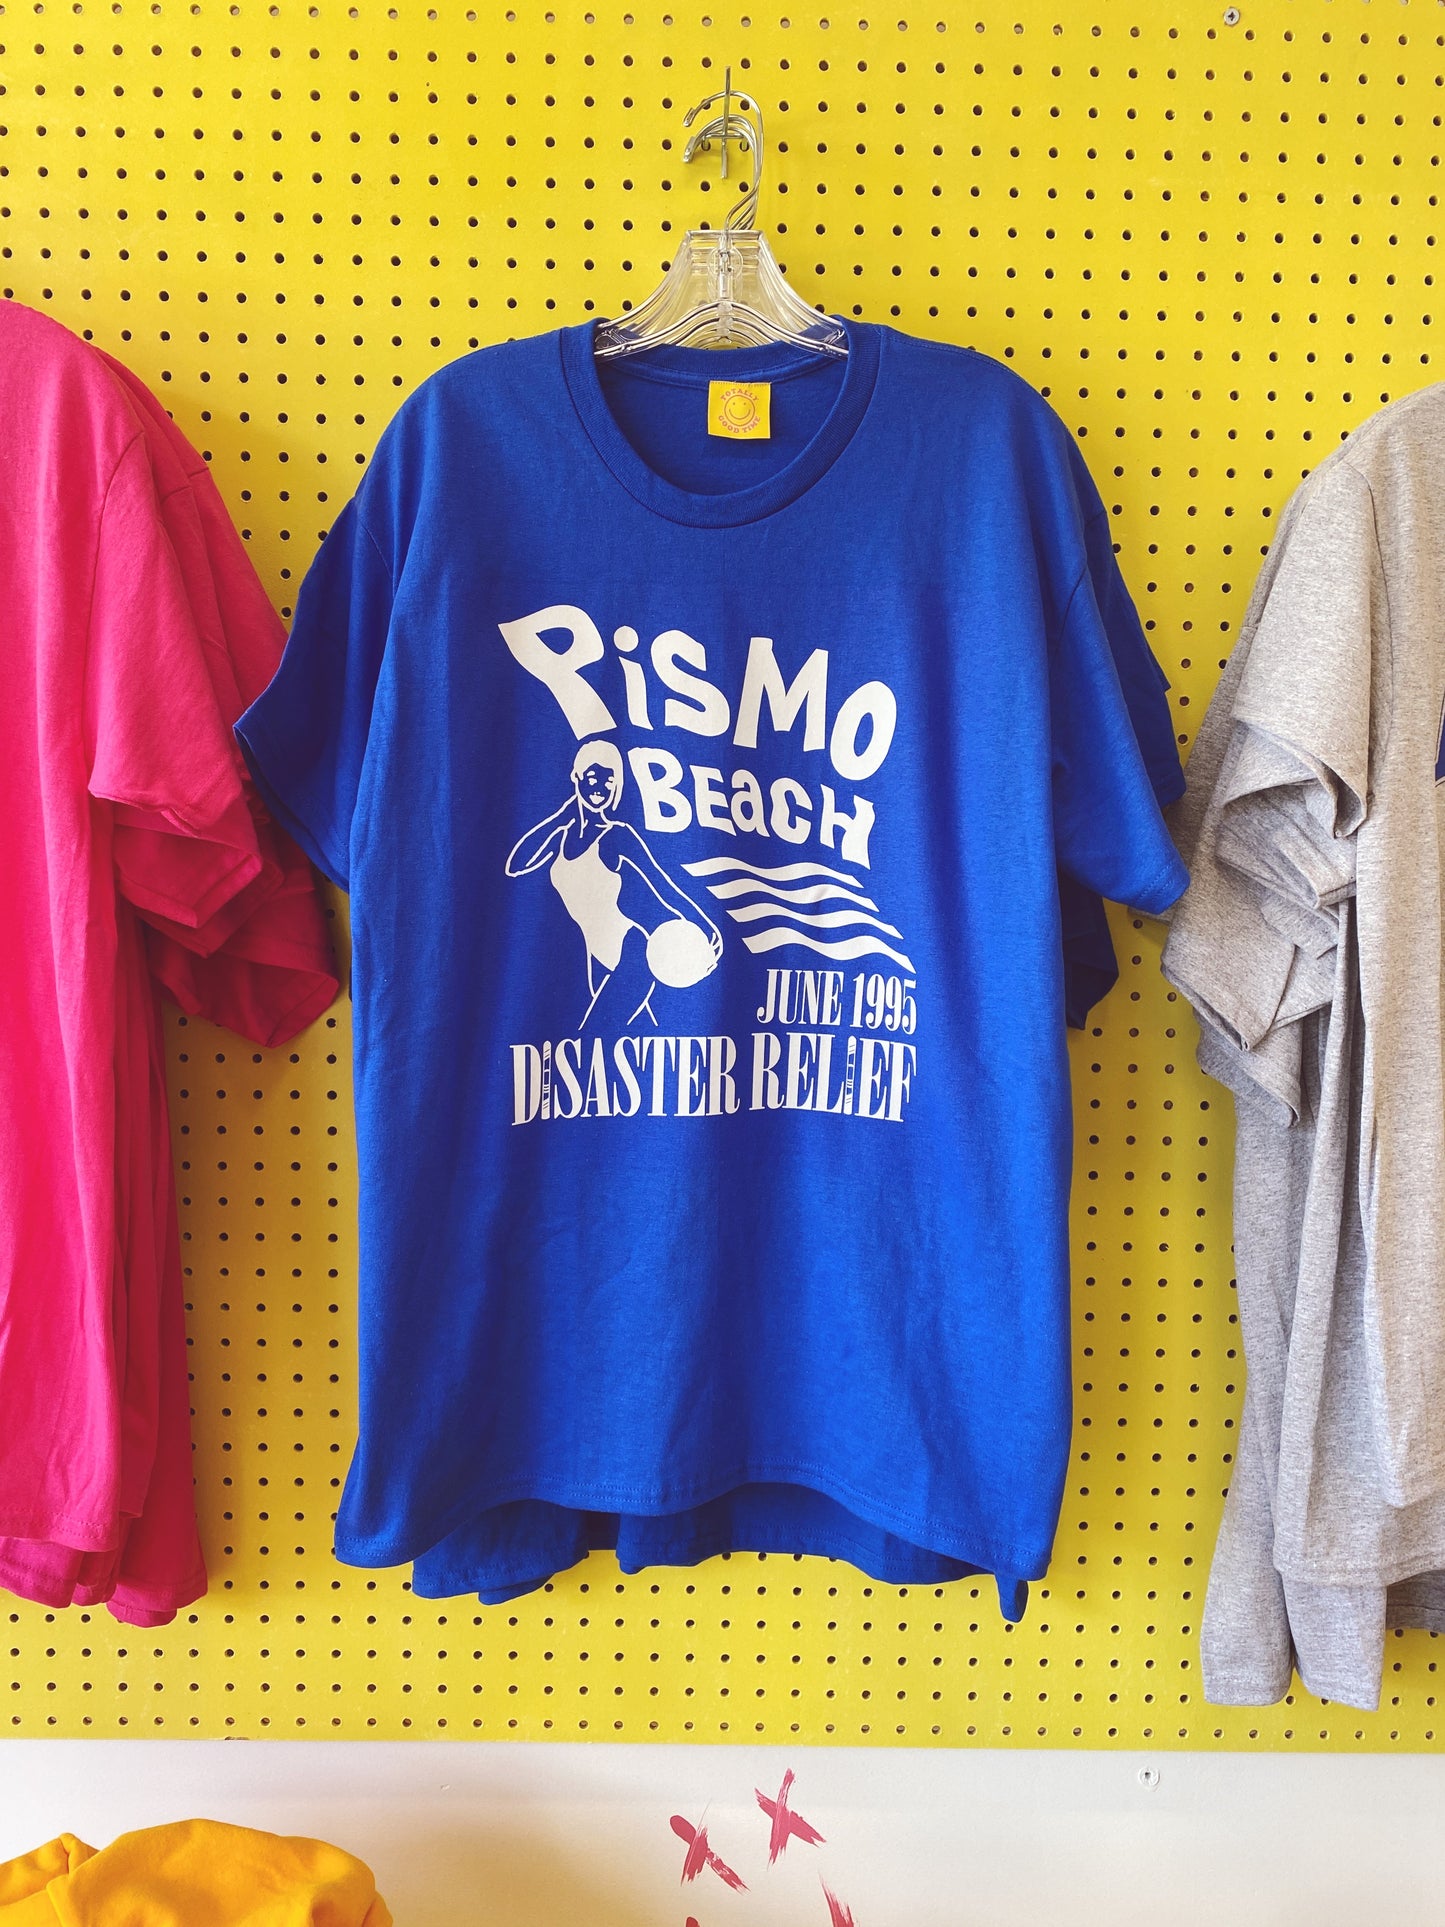 TOTALLY
GOOD TIME
PiSMO
BEaCH
JUNE 1995
DiSASTER RELiEF